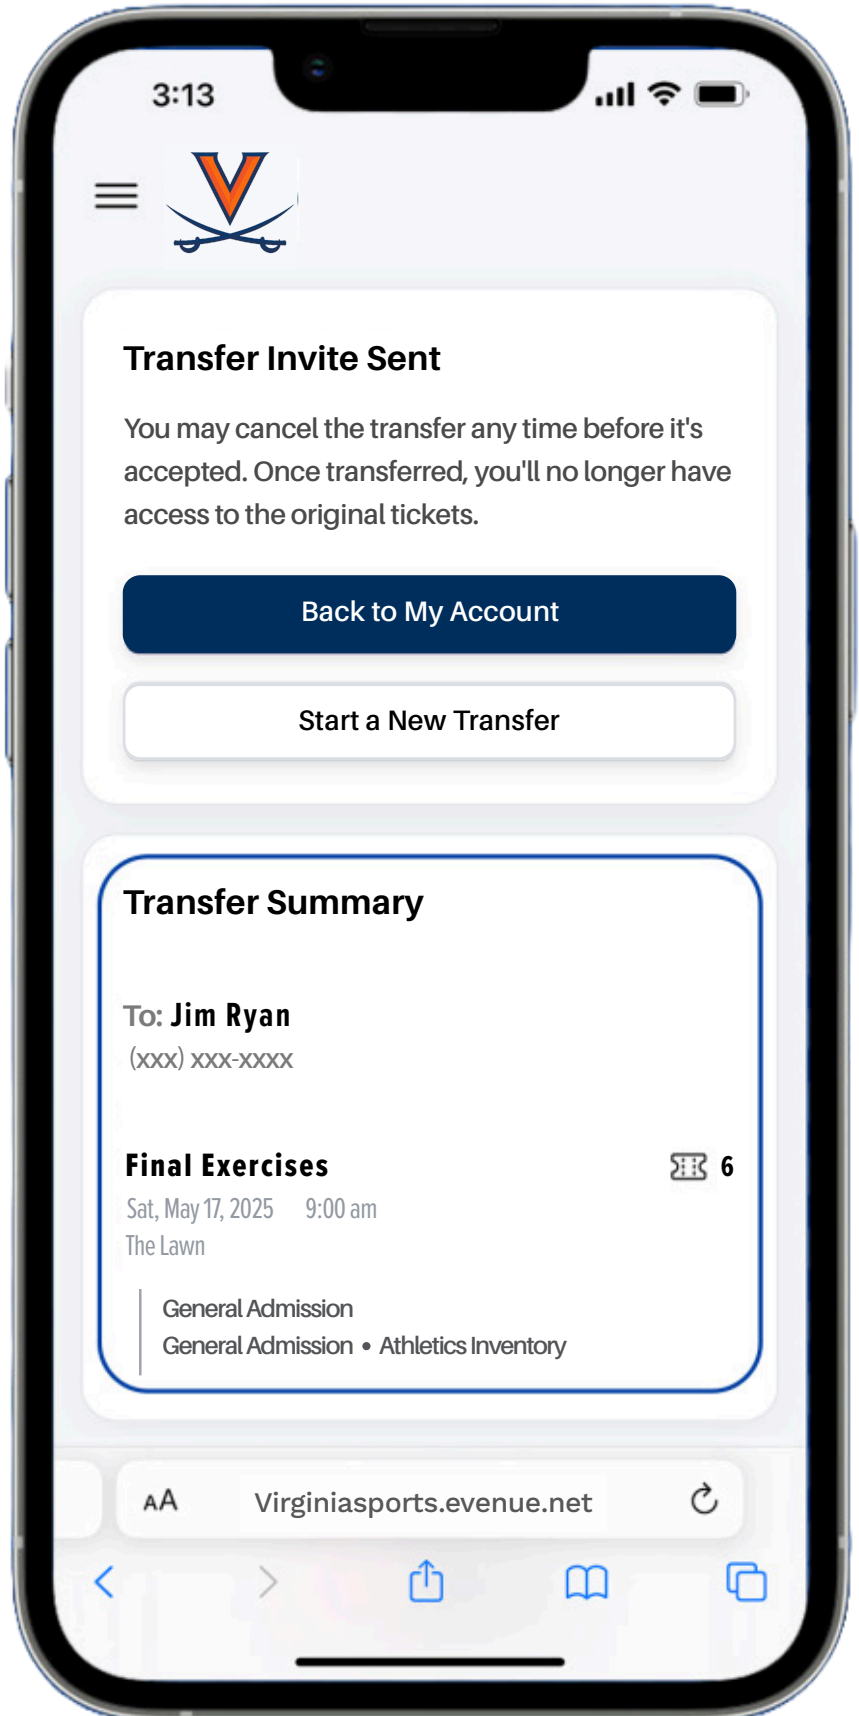 3:13
Transfer Invite Sent
You may cancel the transfer any time before it's
accepted. Once transferred, you'll no longer have
access to the original tickets.
Back to My Account
Start a New Transfer
Transfer Summary
To: Jim Ryan
(xxx) xxx-xxxx
Final Exercises 6
Sat, May 17, 2025 9:00 am
The Lawn
General Admission
General Admission • Athletics Inventory
AA Virginiasports.evenue.net